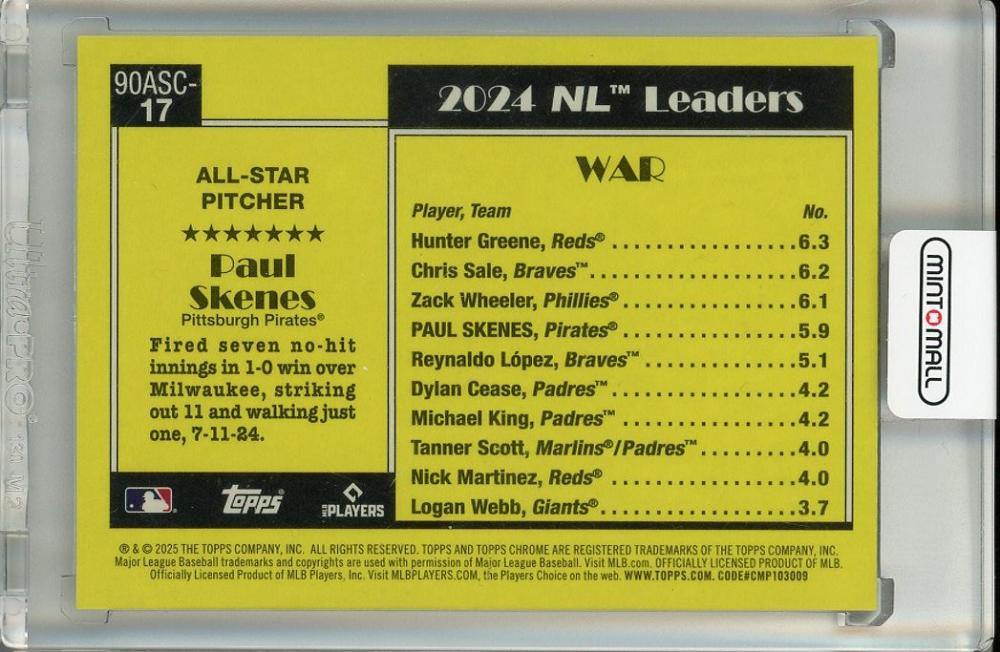 90ASC-
17
ALL-STAR
PITCHER
★★★★★★★
Paul
Skenes
Pittsburgh Pirates®
Fired seven no-hit
innings in 1-0 win over
Milwaukee, striking
out 11 and walking just
one, 7-11-24.
2024 NL™ Leaders
WAR
Player, Team No.
Hunter Greene, Reds® ....................6.3
Chris Sale, Braves™......................6.2
Zack Wheeler, Phillies® ..................6.1
PAUL SKENES, Pirates® ..................5.9
Reynaldo López, Braves™ ................5.1
Dylan Cease, Padres™ ...................4.2
Michael King, Padres™ ..................4.2
Tanner Scott, Marlins®/Padres™ .........4.0
Nick Martinez, Reds® ....................4.0
Logan Webb, Giants® ....................3.7
Topps
MLB PLAYERS
® & © 2025 THE TOPPS COMPANY, INC. ALL RIGHTS RESERVED. TOPPS AND TOPPS CHROME ARE REGISTERED TRADEMARKS OF THE TOPPS COMPANY, INC.
Major League Baseball trademarks and copyrights are used with permission of Major League Baseball. Visit MLB.com. OFFICIALLY LICENSED PRODUCT OF MLB.
Officially Licensed Product of MLB Players, Inc. Visit MLBPLAYERS.COM, the Players Choice on the web. WWW.TOPPS.COM. CODE#CMP103009
MINTOMALL
Ultra·PRO®